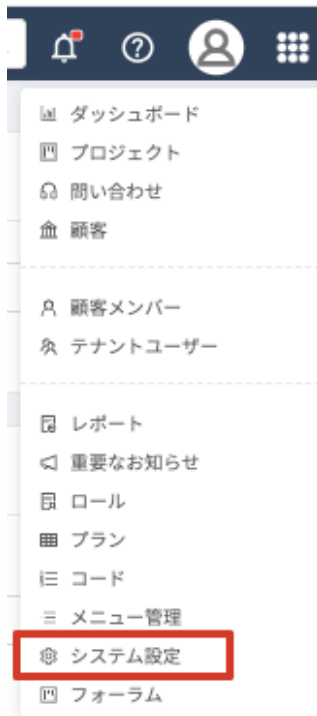 ダッシュボード
プロジェクト
問い合わせ
顧客
顧客メンバー
テナントユーザー
レポート
重要なお知らせ
ロール
プラン
コード
メニュー管理
システム設定
フォーラム